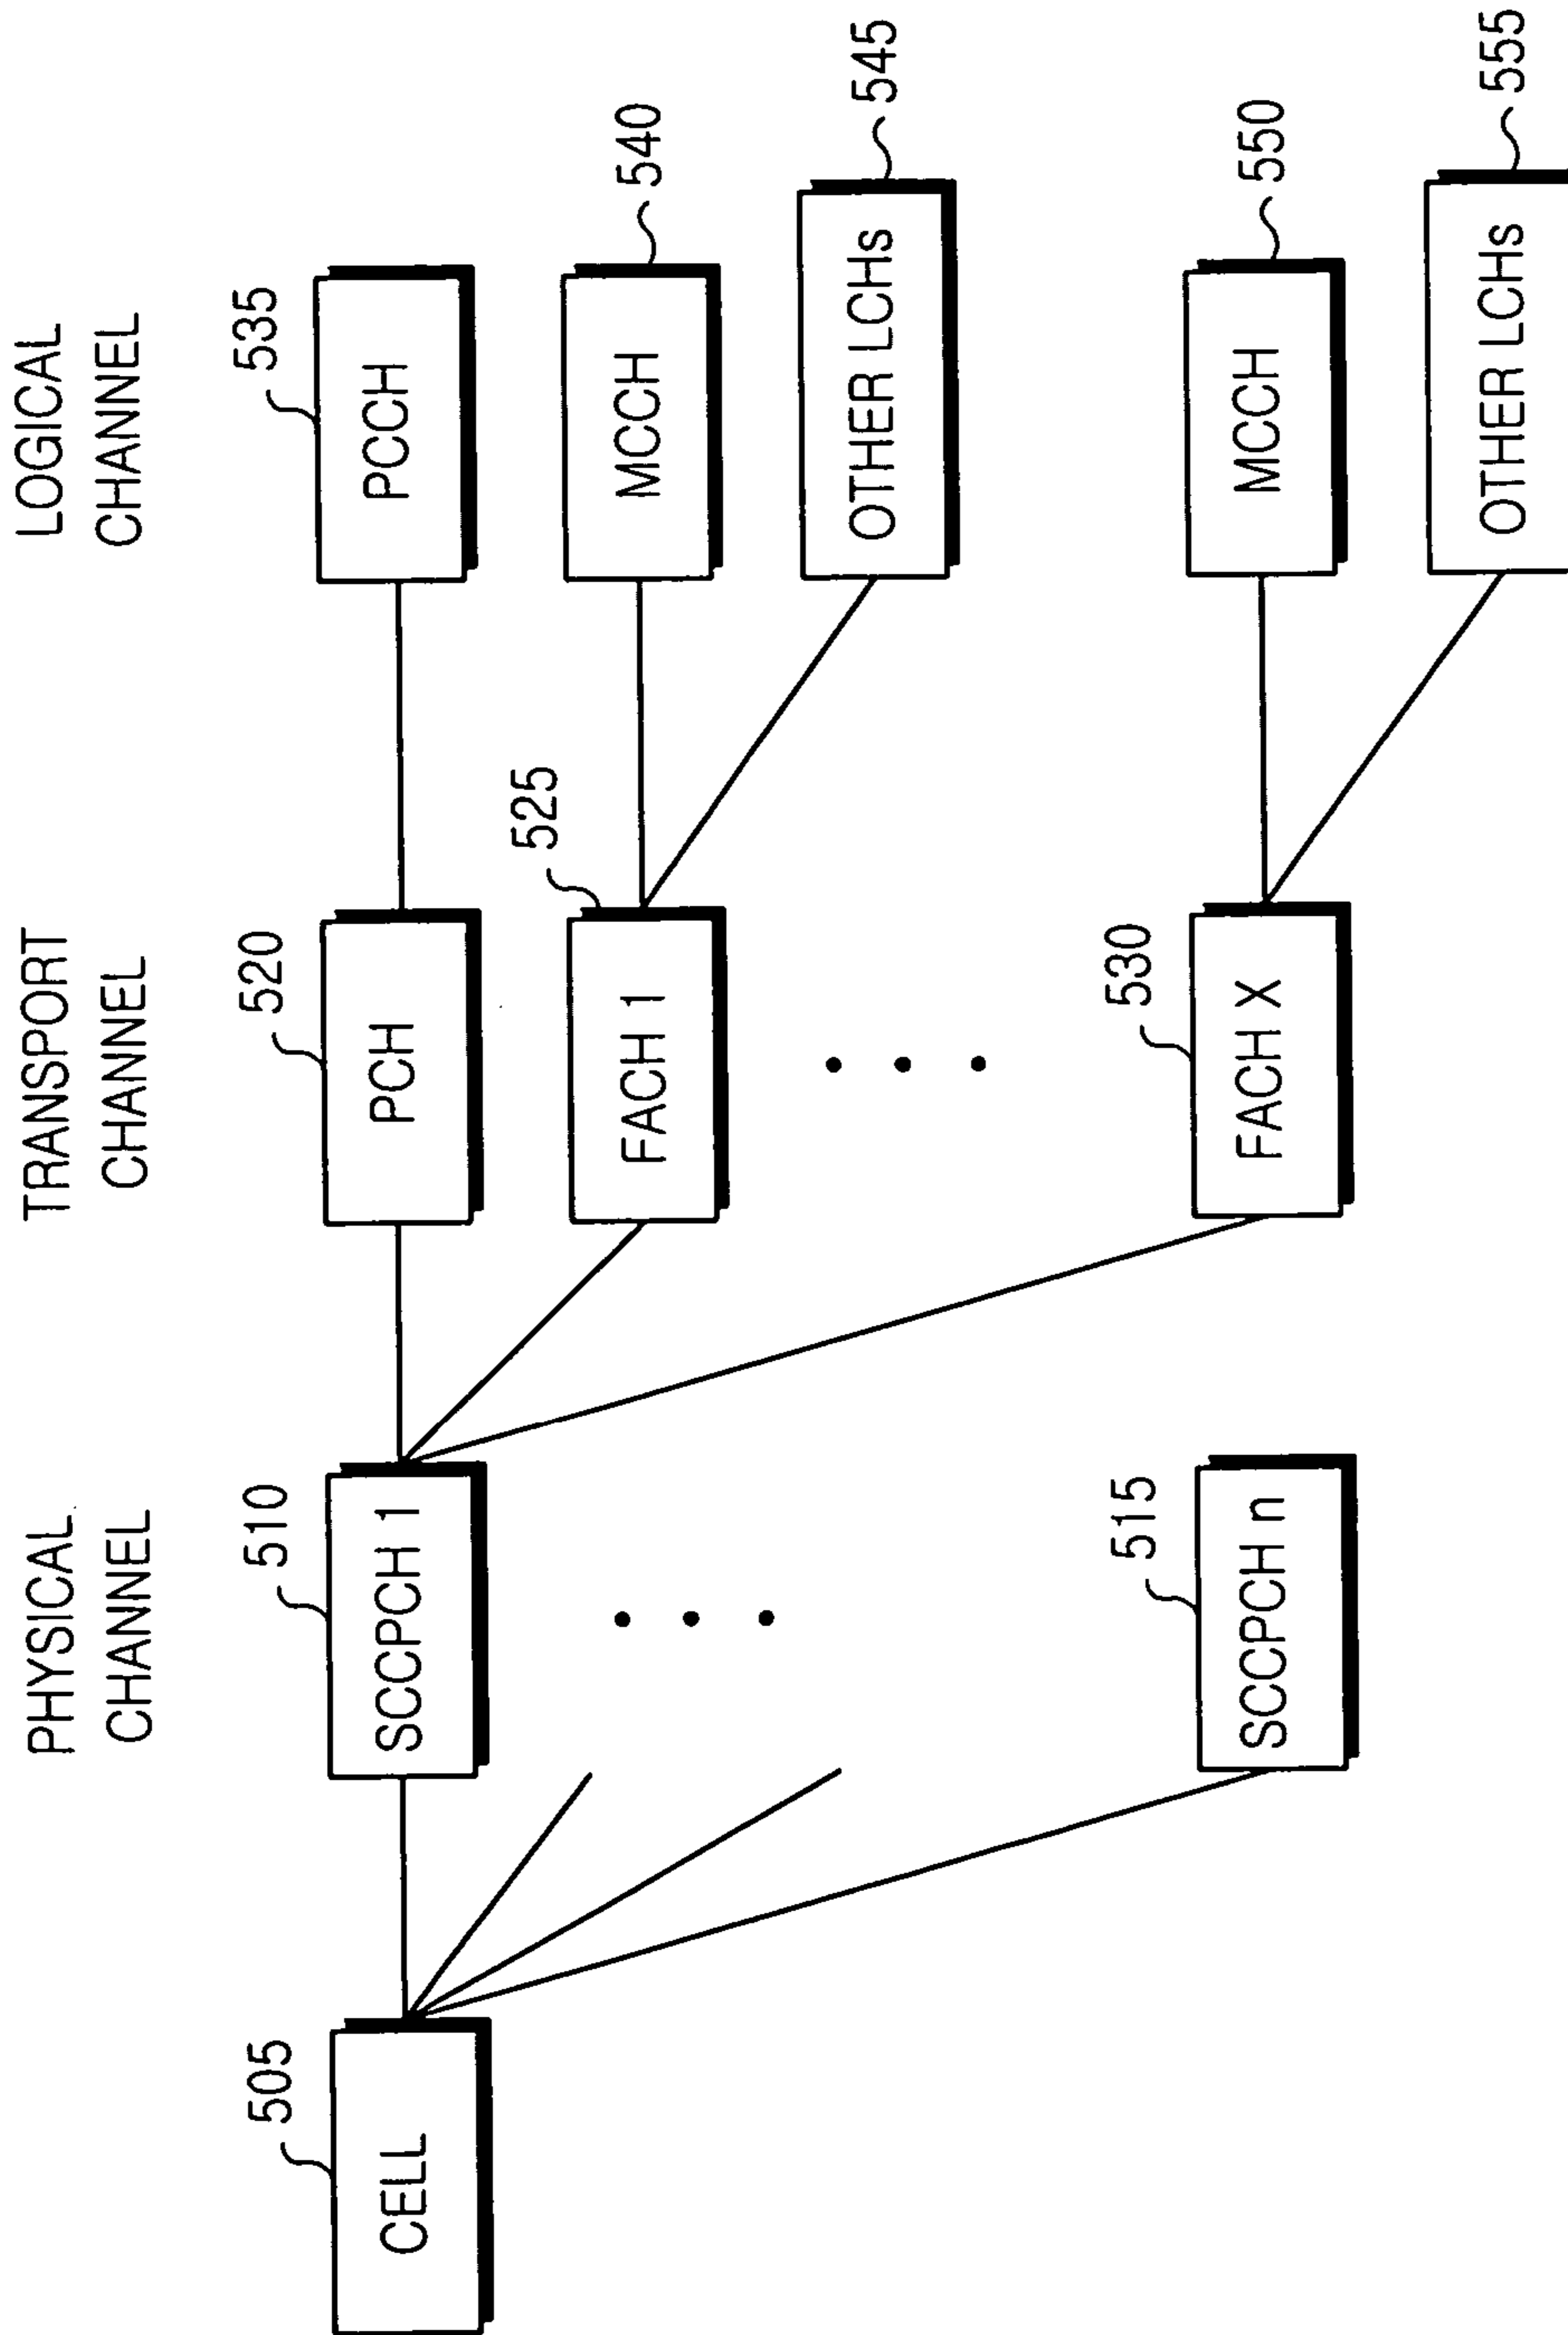 PHYSICAL
CHANNEL
TRANSPORT
CHANNEL
LOGICAL
CHANNEL
505
CELL
510
SCCPCH 1
515
SCCPCH n
520
PCH
525
FACH 1
530
FACH X
535
PCCH
540
MCCH
545
OTHER LCHs
550
MCCH
555
OTHER LCHs